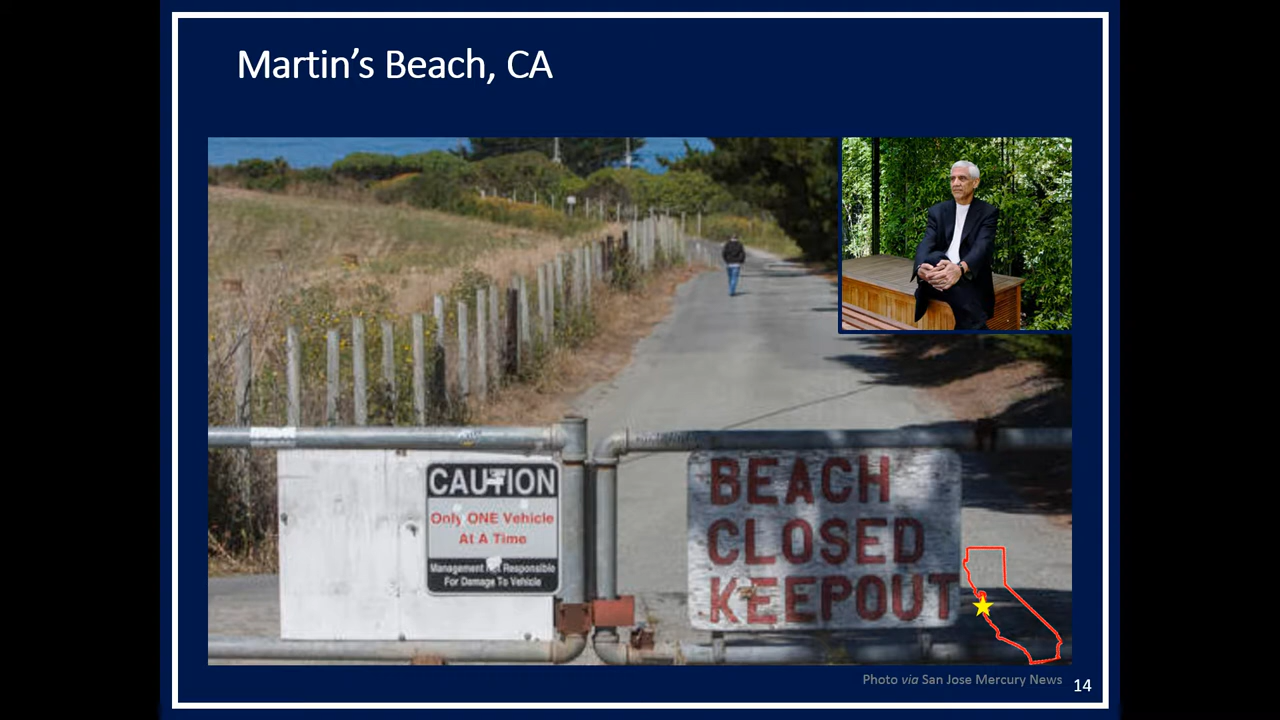 Martin's Beach, CA
CAUTION
Only ONE Vehicle
At A Time
Management Not Responsible
For Damage To Vehicle
BEACH
CLOSED
KEEPOUT
Photo via San Jose Mercury News
14